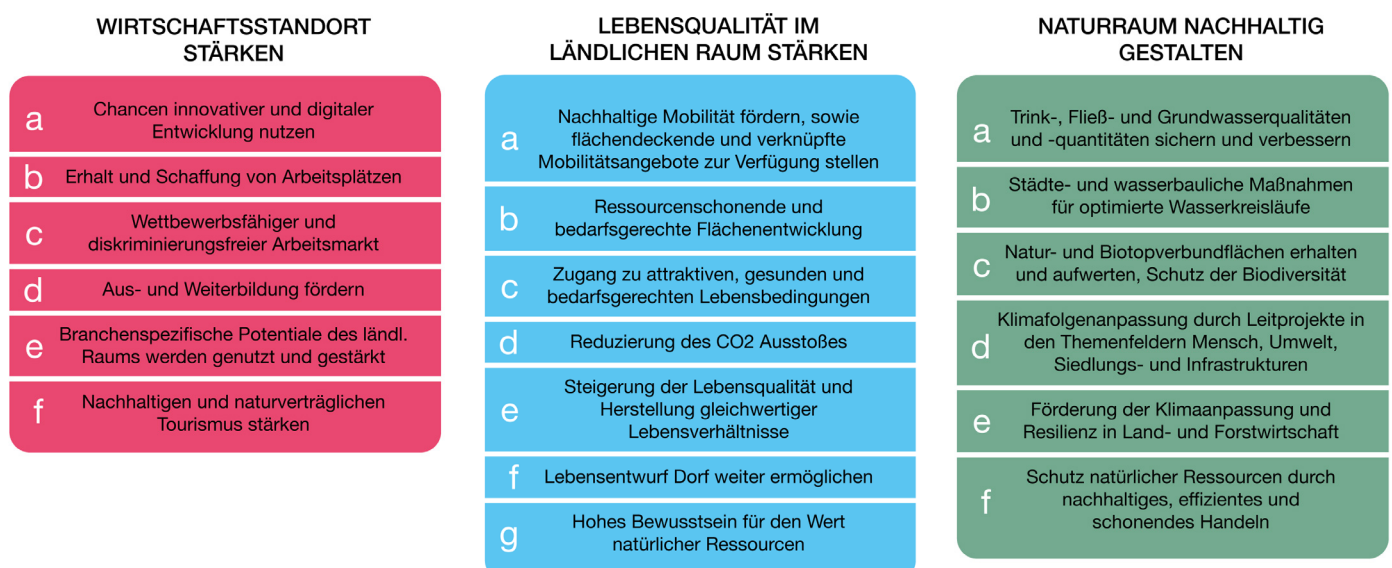 WIRTSCHAFTSSTANDORT
STÄRKEN
a
Chancen innovativer und digitaler
Entwicklung nutzen
b
Erhalt und Schaffung von Arbeitsplätzen
c
Wettbewerbsfähiger und
diskriminierungsfreier Arbeitsmarkt
d
Aus- und Weiterbildung fördern
e
Branchenspezifische Potentiale des ländl.
Raums werden genutzt und gestärkt
f
Nachhaltigen und naturverträglichen
Tourismus stärken
LEBENSQUALITÄT IM
LÄNDLICHEN RAUM STÄRKEN
a
Nachhaltige Mobilität fördern, sowie
flächendeckende und verknüpfte
Mobilitätsangebote zur Verfügung stellen
b
Ressourcenschonende und
bedarfsgerechte Flächenentwicklung
c
Zugang zu attraktiven, gesunden und
bedarfsgerechten Lebensbedingungen
d
Reduzierung des CO2 Ausstoßes
e
Steigerung der Lebensqualität und
Herstellung gleichwertiger
Lebensverhältnisse
f
Lebensentwurf Dorf weiter ermöglichen
g
Hohes Bewusstsein für den Wert
natürlicher Ressourcen
NATURRAUM NACHHALTIG
GESTALTEN
a
Trink-, Fließ- und Grundwasserqualitäten
und -quantitäten sichern und verbessern
b
Städte- und wasserbauliche Maßnahmen
für optimierte Wasserkreisläufe
c
Natur- und Biotopverbundflächen erhalten
und aufwerten, Schutz der Biodiversität
d
Klimafolgenanpassung durch Leitprojekte in
den Themenfeldern Mensch, Umwelt,
Siedlungs- und Infrastrukturen
e
Förderung der Klimaanpassung und
Resilienz in Land- und Forstwirtschaft
f
Schutz natürlicher Ressourcen durch
nachhaltiges, effizientes und
schonendes Handeln